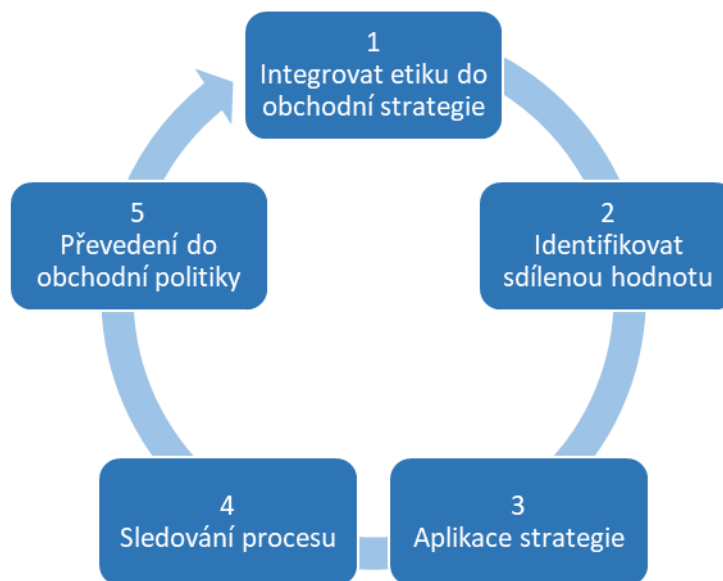 1
Integrovat etiku do
obchodní strategie
2
Identifikovat
sdílenou hodnotu
3
Aplikace strategie
4
Sledování procesu
5
Převedení do
obchodní politiky